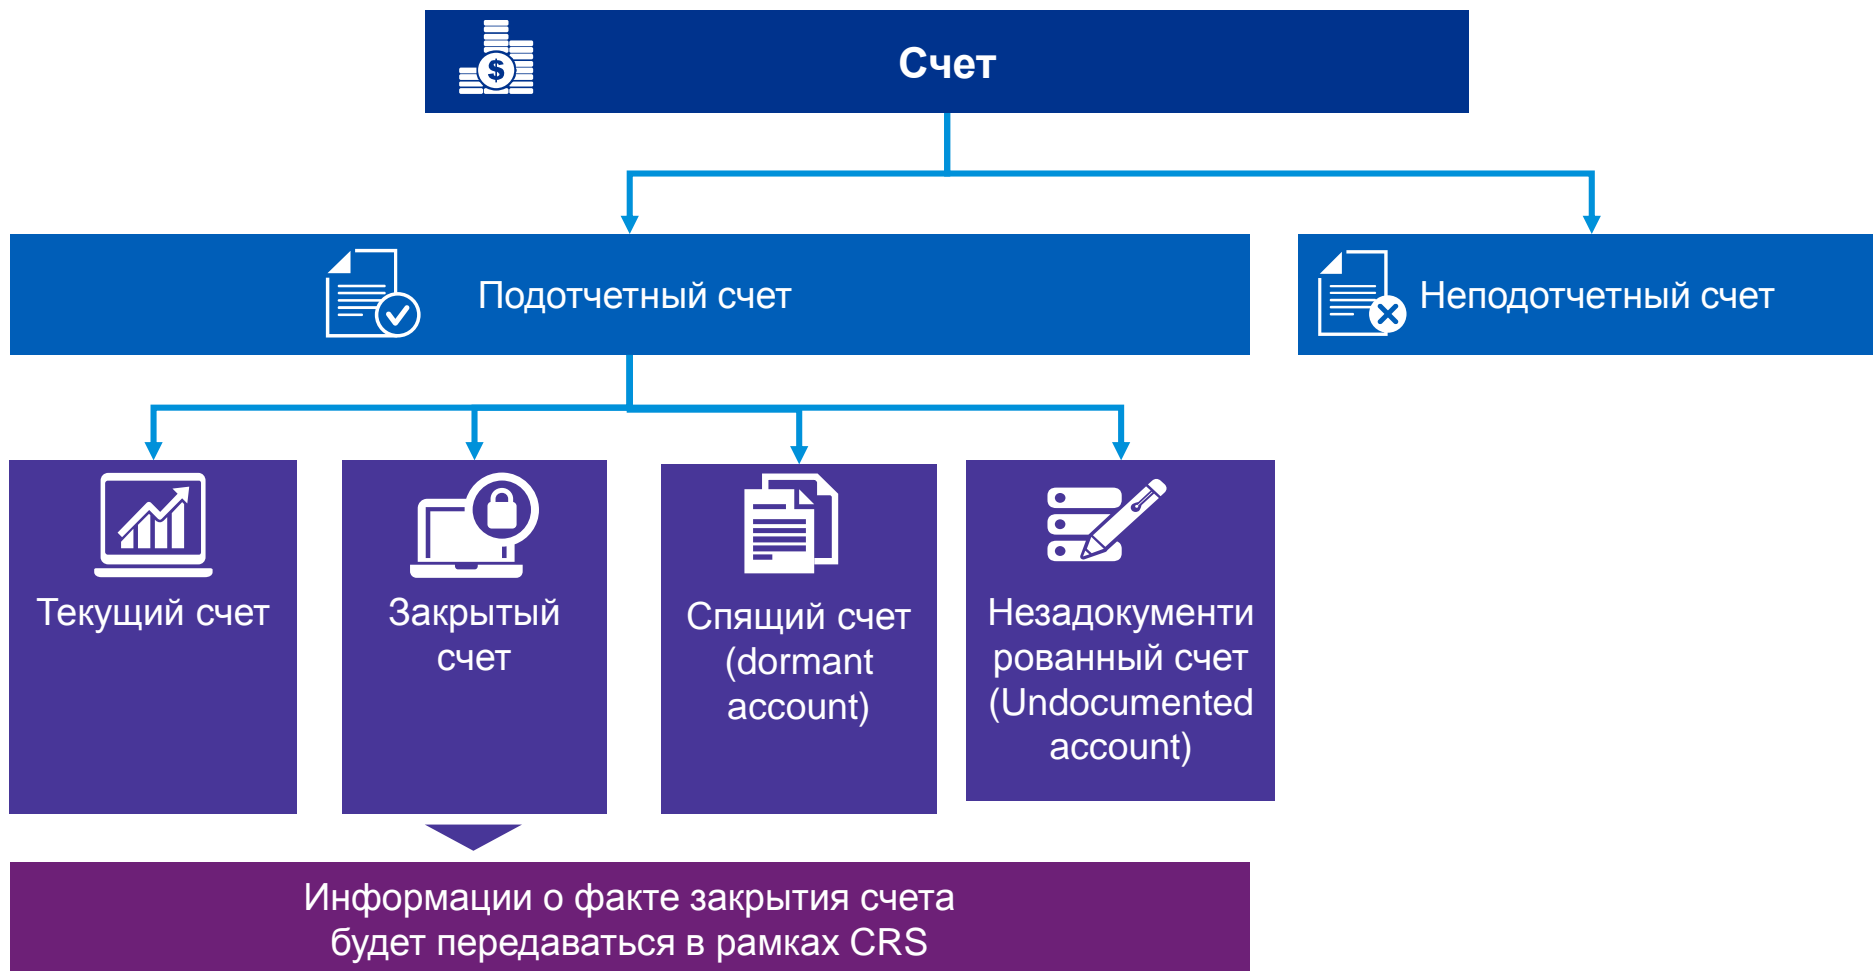 $
Счет
Подотчетный счет
Неподотчетный счет
Текущий счет
Закрытый
счет
Спящий счет
(dormant
account)
Незадокументи
рованный счет
(Undocumented
account)
Информации о факте закрытия счета
будет передаваться в рамках CRS